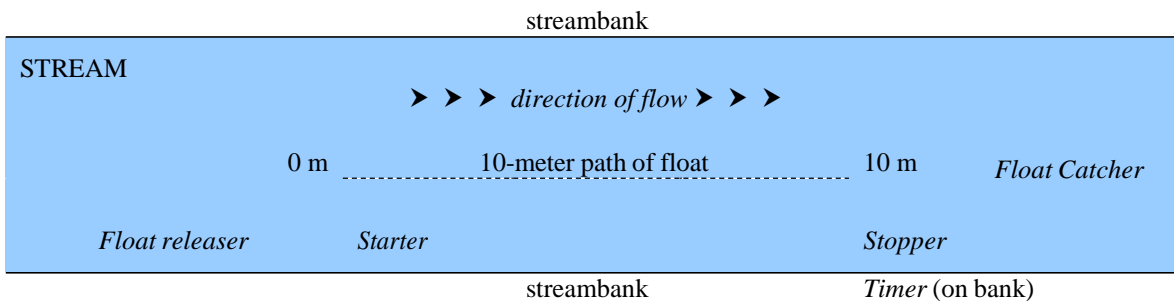 streambank
STREAM
direction of flow
0 m 10-meter path of float 10 m Float Catcher
Float releaser Starter Stopper
streambank Timer (on bank)